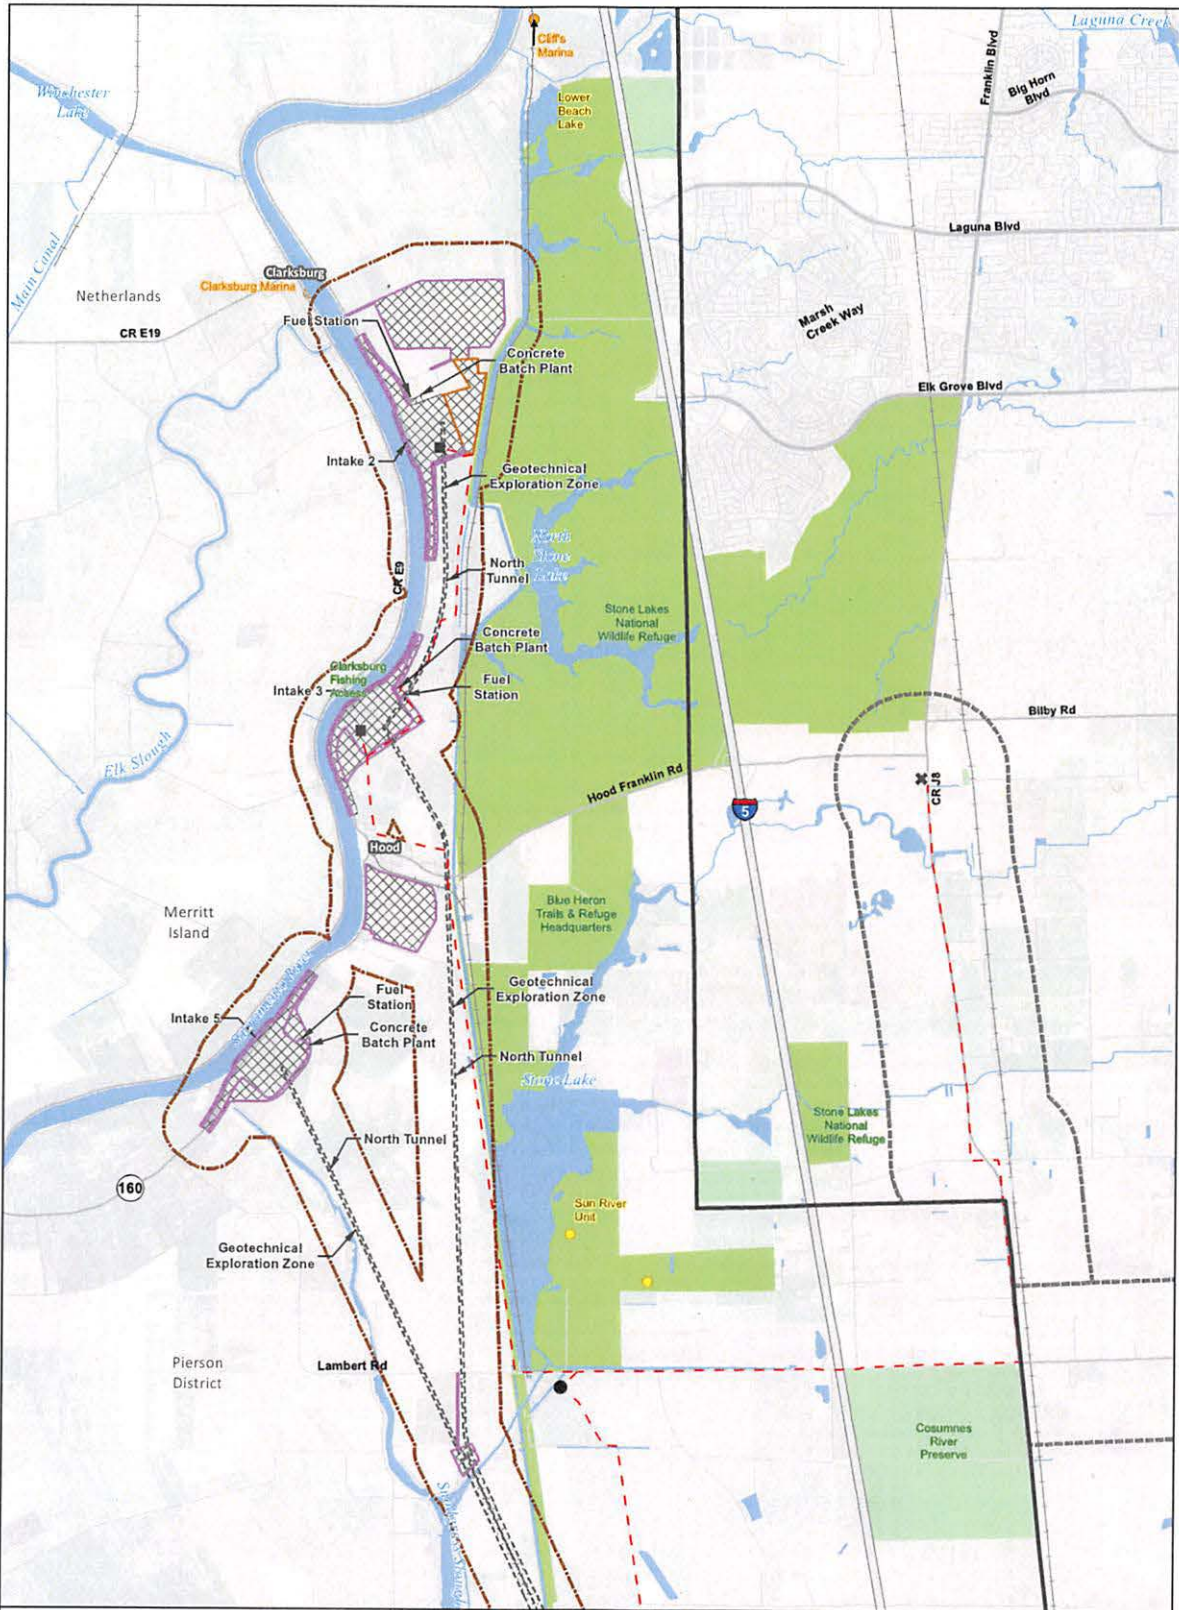 Laguna Creek
Cliff's
Marina
Franklin Blvd
Big Horn
Blvd
Winchester
Lake
Lower
Beach
Lake
Main Canal
Laguna Blvd
Clarksburg
Clarksburg Marina
Netherlands
CR E19
Fuel Station
Marsh
Creek Way
Concrete
Batch Plant
Elk Grove Blvd
Intake 2
Geotechnical
Exploration Zone
North
Stone
Lake
CR E9
North
Tunnel
Stone Lakes
National
Wildlife Refuge
Concrete
Batch Plant
Clarksburg
Fishing
Access
Intake 3
Fuel
Station
Bilby Rd
Elk Slough
Hood Franklin Rd
CR J8
5
Hood
Merritt
Island
Blue Heron
Trails & Refuge
Headquarters
Geotechnical
Exploration Zone
Fuel
Station
Intake 5
Concrete
Batch Plant
North Tunnel
Stone Lake
Stone Lakes
National
Wildlife Refuge
North Tunnel
160
Sun River
Unit
Geotechnical
Exploration Zone
Pierson
District
Lambert Rd
Cosumnes
River
Preserve